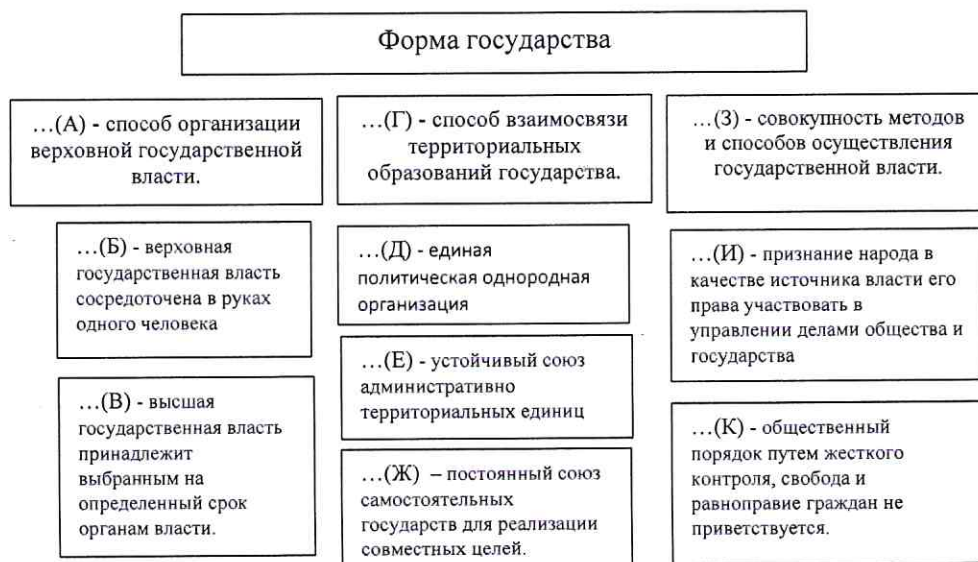 Форма государства
…(А) - способ организации
верховной государственной
власти.
…(Б) - верховная
государственная власть
сосредоточена в руках
одного человека
…(В) - высшая
государственная власть
принадлежит
выбранным на
определенный срок
органам власти.
…(Г) - способ взаимосвязи
территориальных
образований государства.
…(Д) - единая
политическая однородная
организация
…(Е) - устойчивый союз
административно
территориальных единиц
…(Ж) – постоянный союз
самостоятельных
государств для реализации
совместных целей.
…(З) - совокупность методов
и способов осуществления
государственной власти.
…(И) - признание народа в
качестве источника власти его
права участвовать в
управлении делами общества и
государства
…(К) - общественный
порядок путем жесткого
контроля, свобода и
равноправие граждан не
приветствуется.